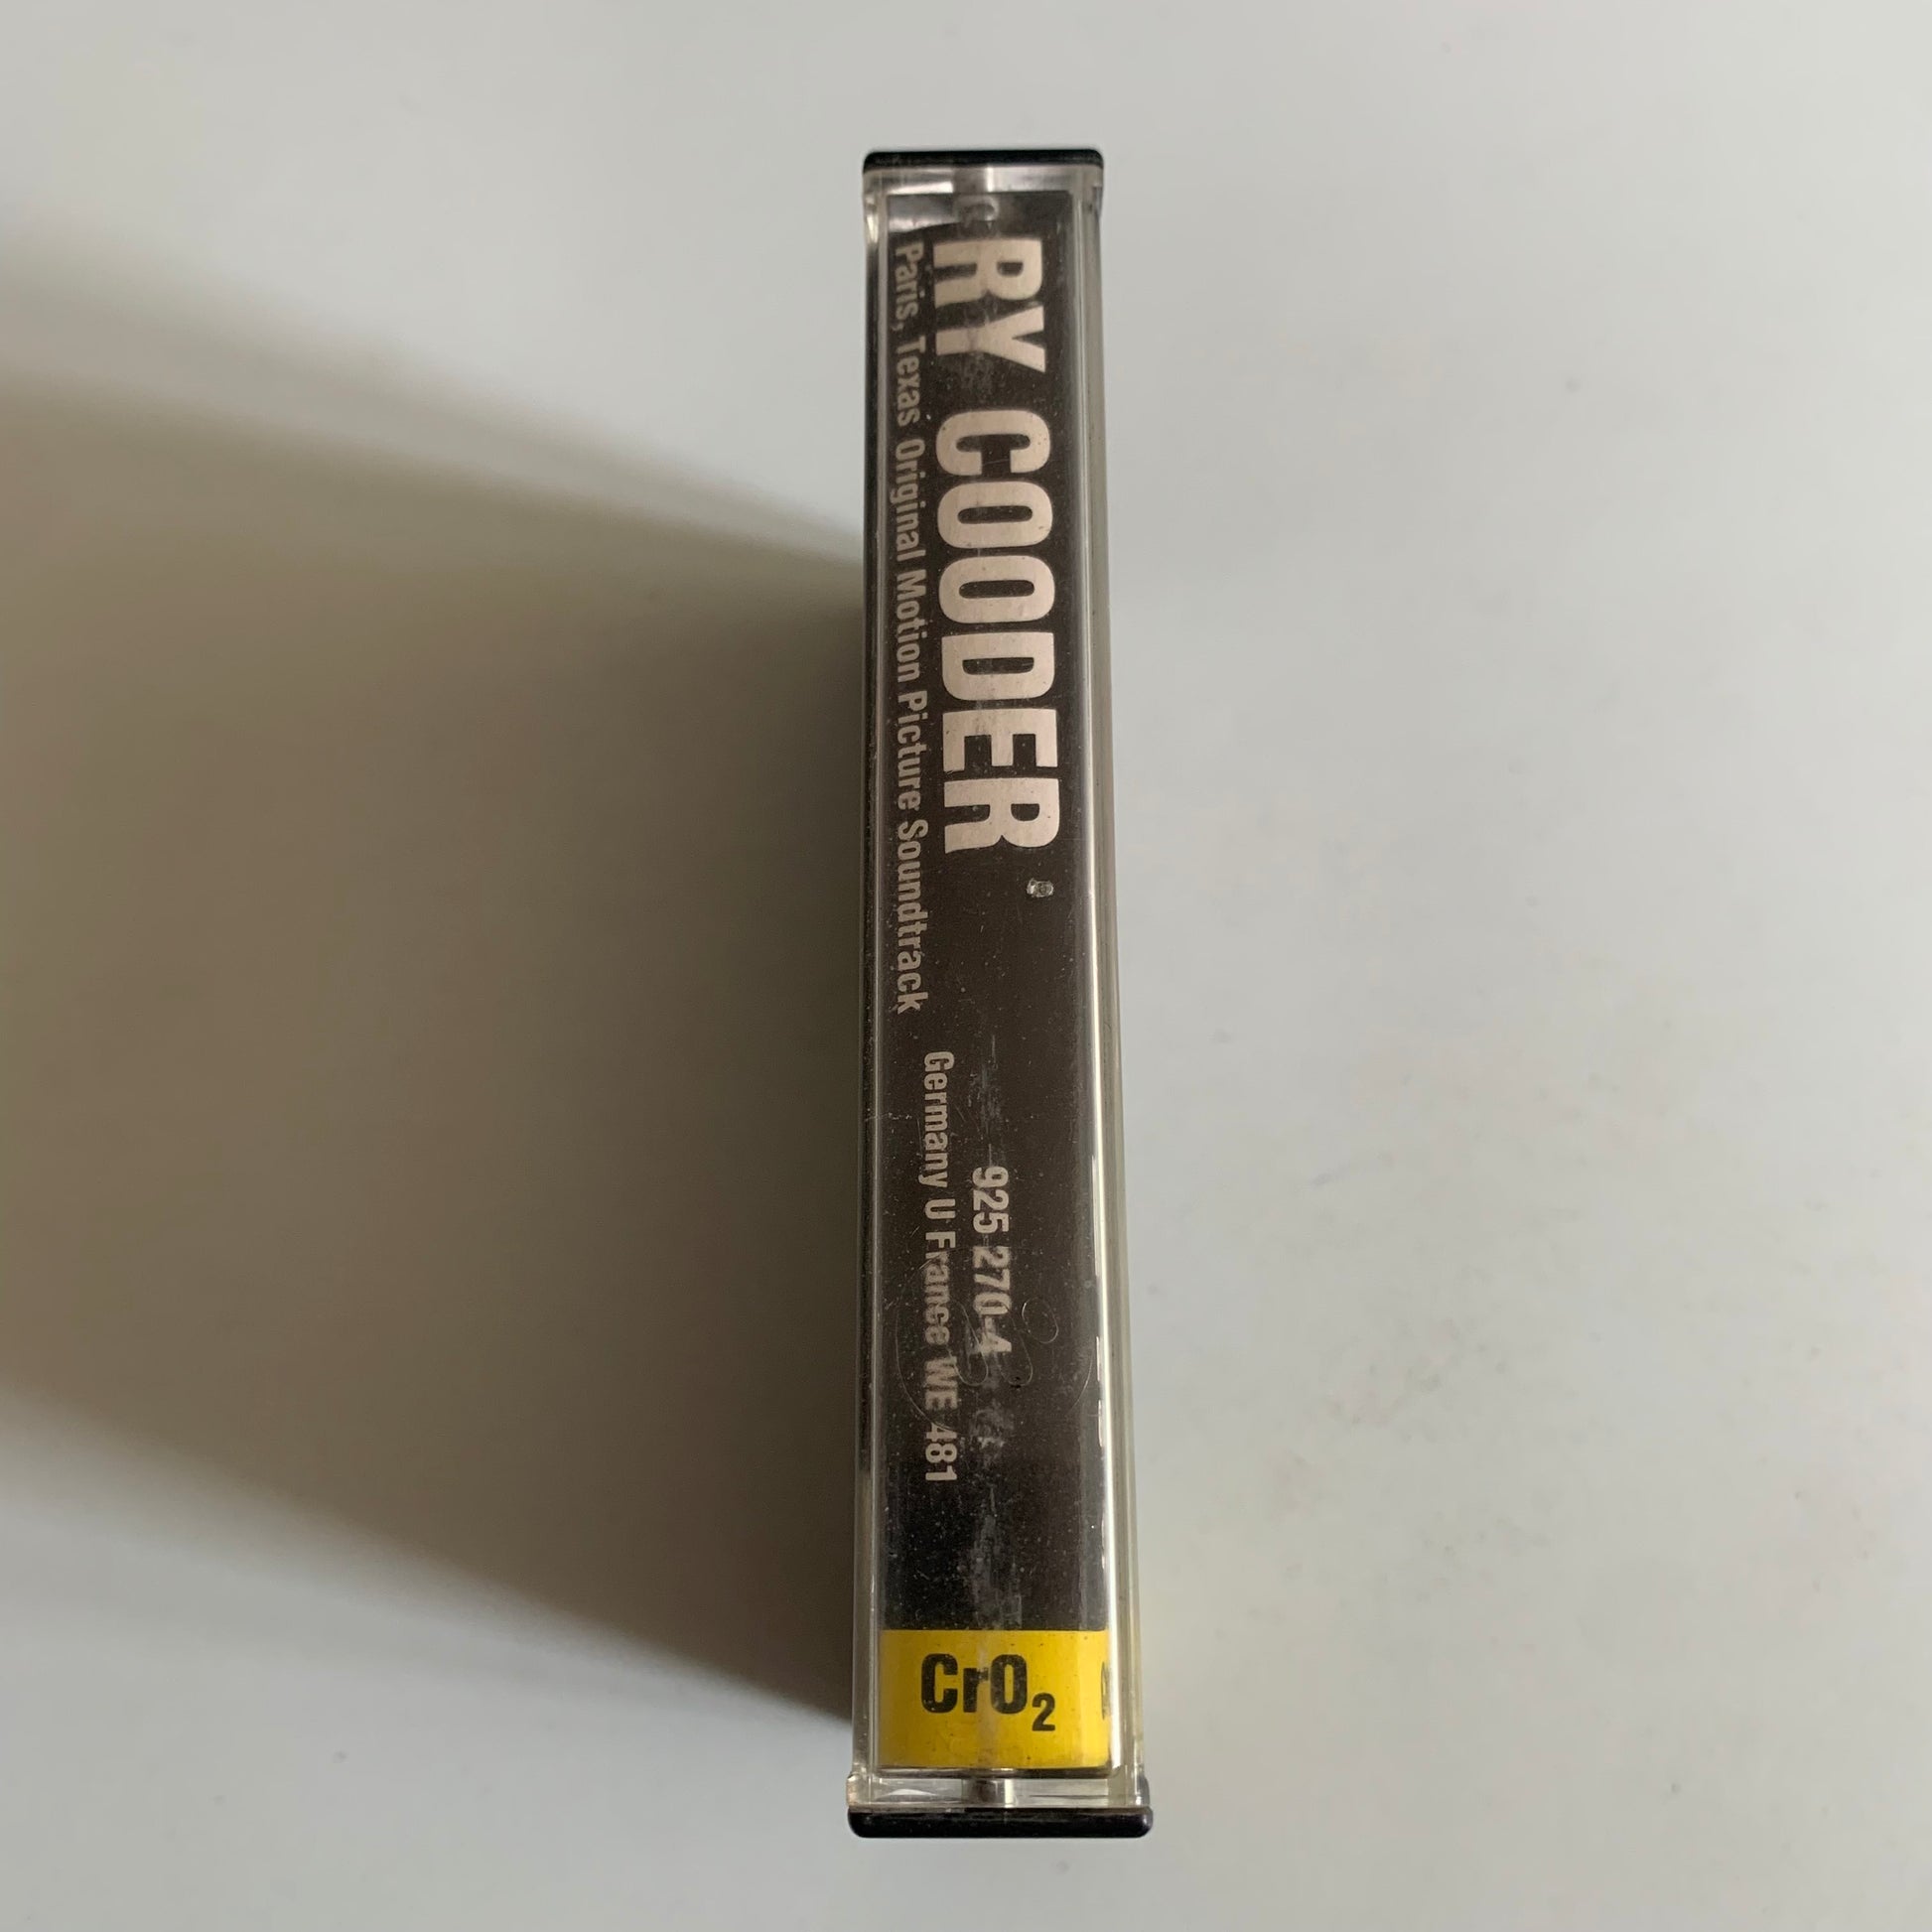 RY COODER
Paris, Texas Original Motion Picture Soundtrack
925 270-4
Germany U France WE 481
CrO₂